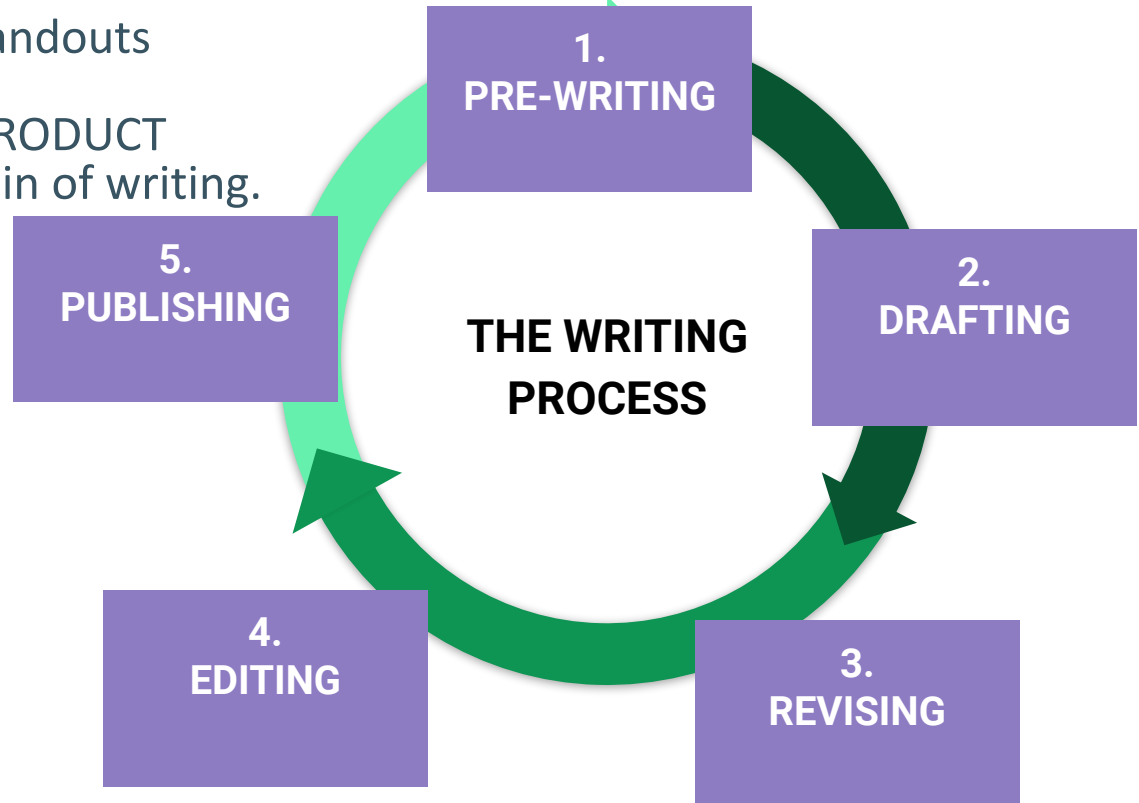 andouts
RODUCT
in of writing.
1.
PRE-WRITING
2.
DRAFTING
3.
REVISING
4.
EDITING
5.
PUBLISHING
THE WRITING
PROCESS